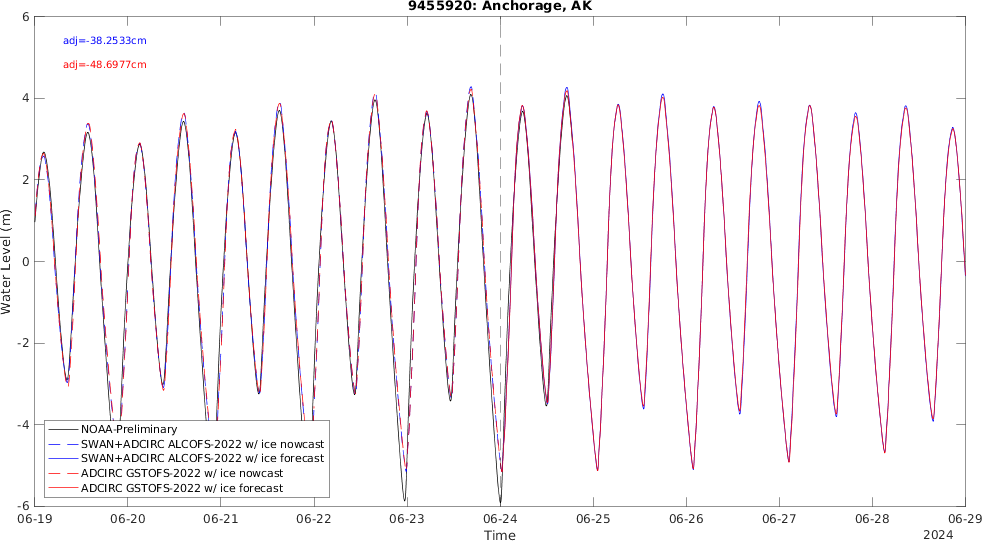 9455920: Anchorage, AK
6
adj=-38.2533cm
adj=-48.6977cm
4
2
0
-2
-4
-6
Water Level (m)
NOAA-Preliminary
SWAN+ADCIRC ALCOFS-2022 w/ ice nowcast
SWAN+ADCIRC ALCOFS-2022 w/ ice forecast
ADCIRC GSTOFS-2022 w/ ice nowcast
ADCIRC GSTOFS-2022 w/ ice forecast
06-19 06-20 06-21 06-22 06-23 06-24 06-25 06-26 06-27 06-28 06-29
Time
2024